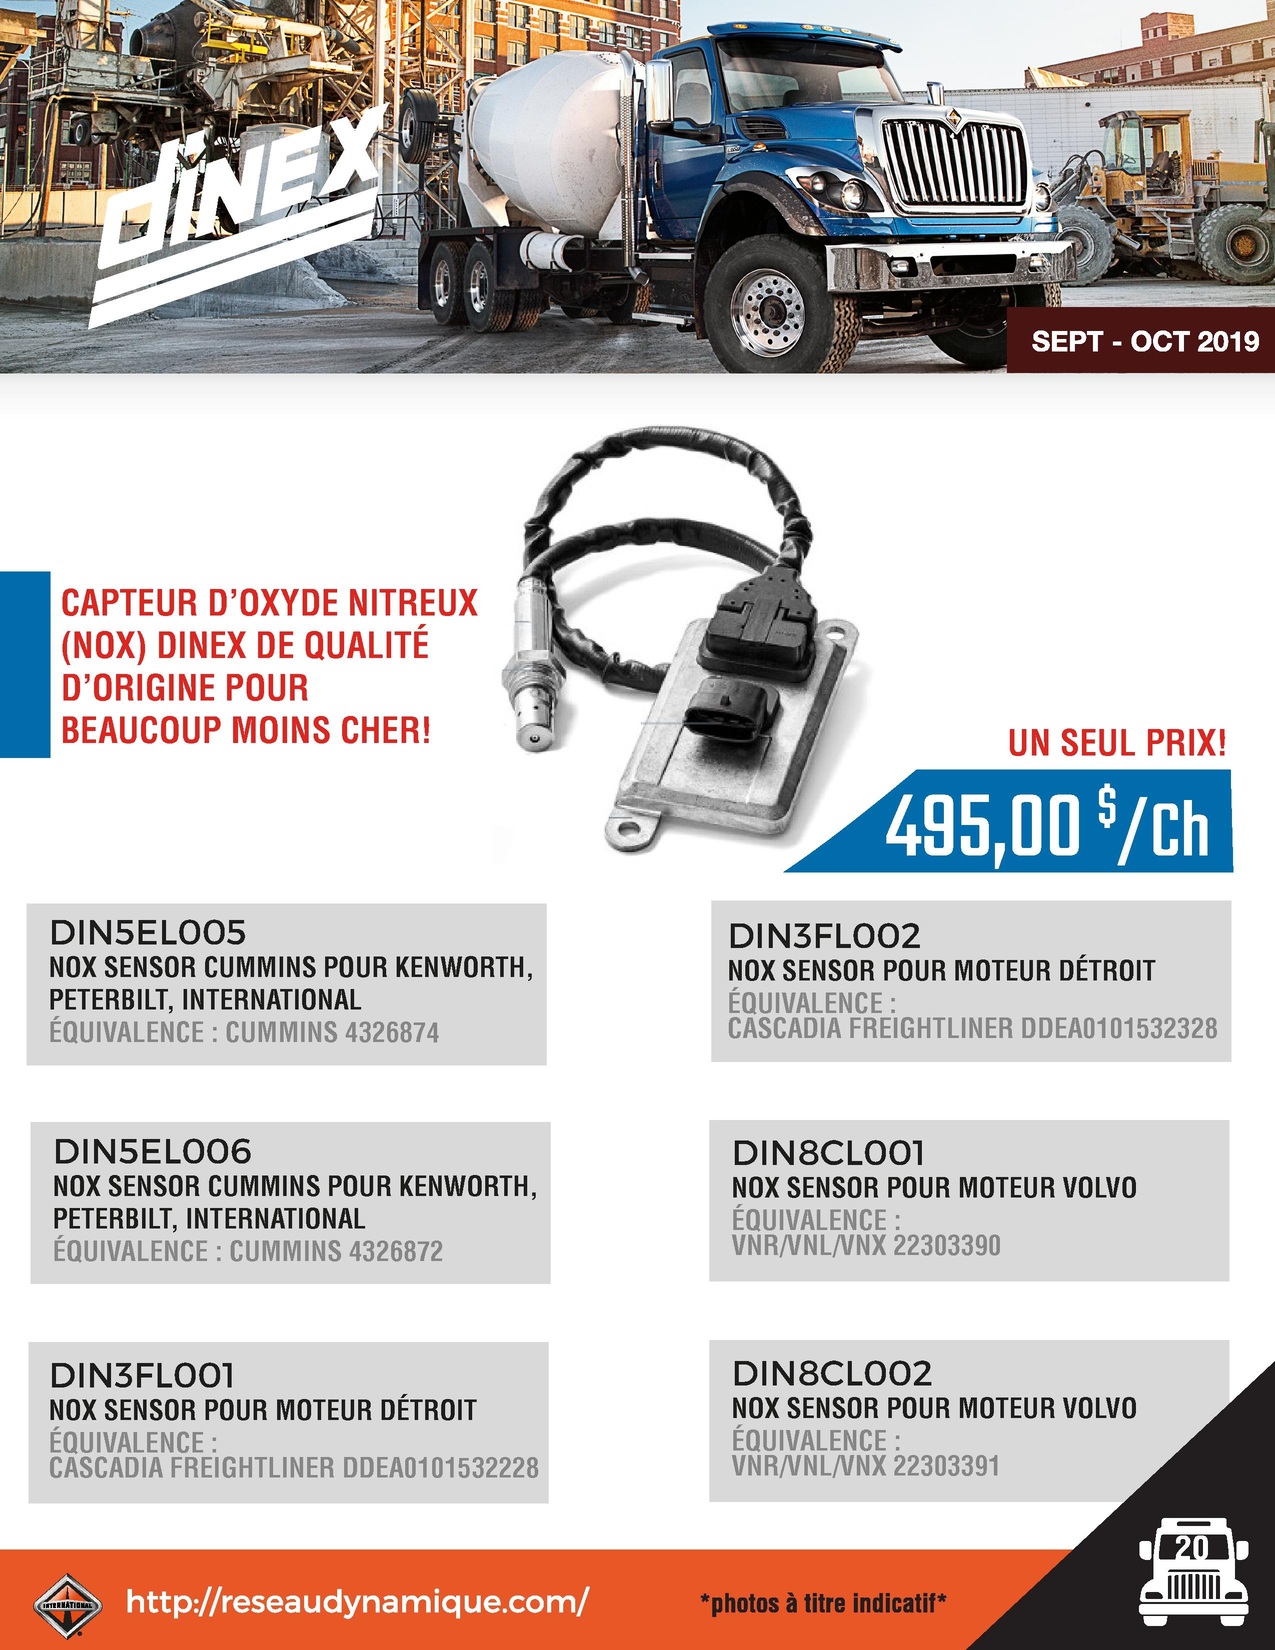 dinex
SEPT - OCT 2019
CAPTEUR D'OXYDE NITREUX
(NOX) DINEX DE QUALITÉ
D'ORIGINE POUR
BEAUCOUP MOINS CHER!
UN SEUL PRIX!
495,00 $/Ch
DIN5EL005
NOX SENSOR CUMMINS POUR KENWORTH,
PETERBILT, INTERNATIONAL
ÉQUIVALENCE : CUMMINS 4326874
DIN3FL002
NOX SENSOR POUR MOTEUR DÉTROIT
ÉQUIVALENCE :
CASCADIA FREIGHTLINER DDEA0101532328
DIN5EL006
NOX SENSOR CUMMINS POUR KENWORTH,
PETERBILT, INTERNATIONAL
ÉQUIVALENCE : CUMMINS 4326872
DIN8CL001
NOX SENSOR POUR MOTEUR VOLVO
ÉQUIVALENCE :
VNR/VNL/VNX 22303390
DIN3FL001
NOX SENSOR POUR MOTEUR DÉTROIT
ÉQUIVALENCE :
CASCADIA FREIGHTLINER DDEA0101532228
DIN8CL002
NOX SENSOR POUR MOTEUR VOLVO
ÉQUIVALENCE :
VNR/VNL/VNX 22303391
20
INTERNATIONAL
http://reseaudynamique.com/
*photos à titre indicatif*